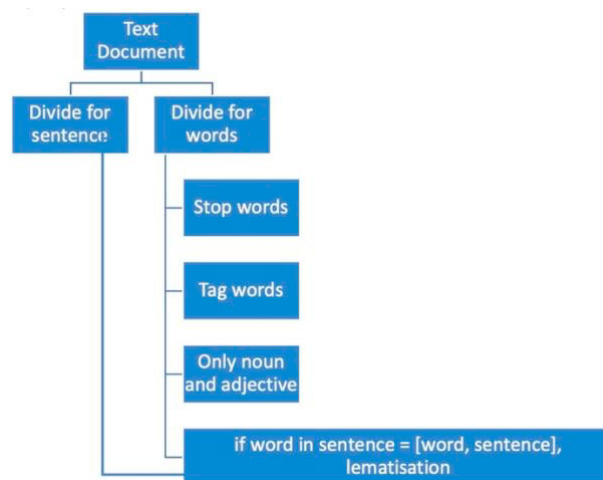 Text
Document
Divide for
sentence
Divide for
words
Stop words
Tag words
Only noun
and adjective
if word in sentence = [word, sentence],
lematisation